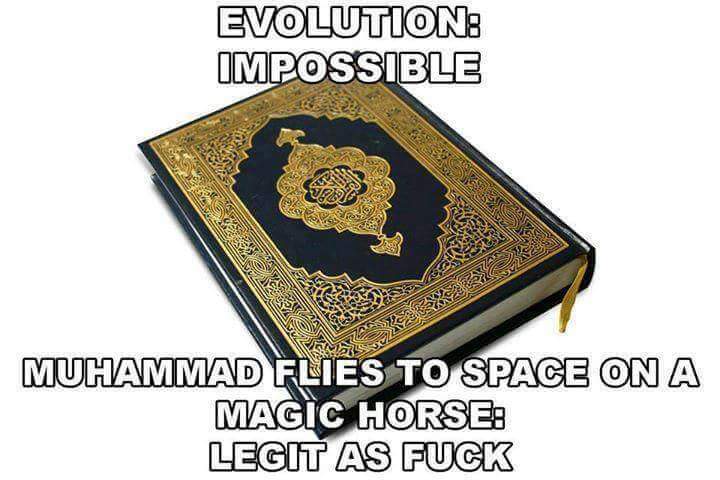 EVOLUTION:
IMPOSSIBLE
MUHAMMAD FLIES TO SPACE ON A
MAGIC HORSE:
LEGIT AS FUCK